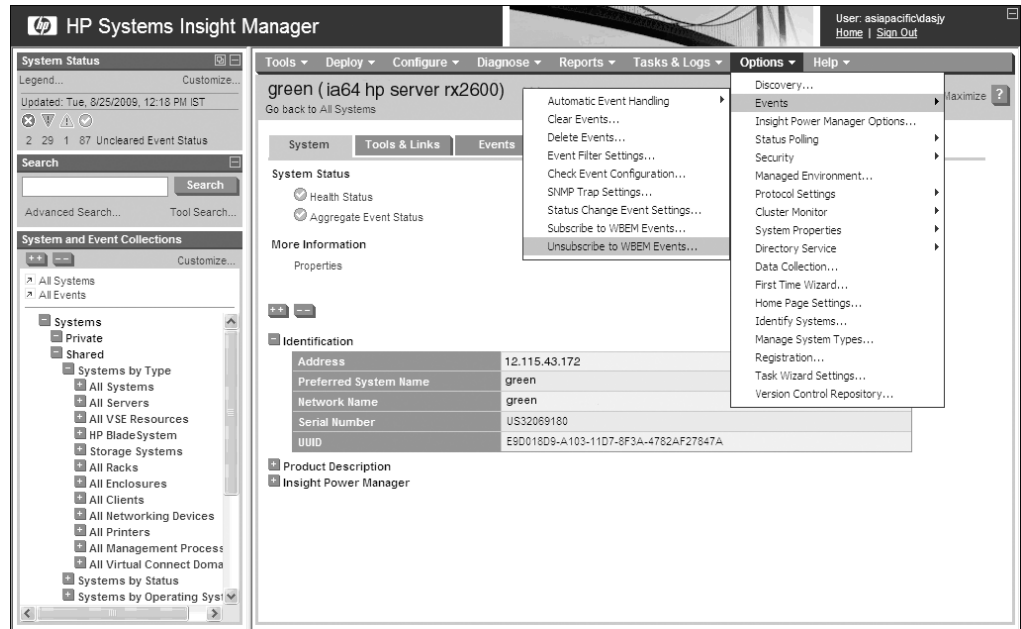 hp HP Systems Insight Manager
User: asiapacific\dasjy
Home | Sign Out
System Status
Legend... Customize...
Updated: Tue, 8/25/2009, 12:18 PM IST
2 29 1 87 Uncleared Event Status
Search
Search
Advanced Search... Tool Search...
System and Event Collections
Customize...
All Systems
All Events
Systems
Private
Shared
Systems by Type
All Systems
All Servers
All VSE Resources
HP BladeSystem
Storage Systems
All Racks
All Enclosures
All Clients
All Networking Devices
All Printers
All Management Process
All Virtual Connect Doma
Systems by Status
Systems by Operating Syst
Tools Deploy Configure Diagnose Reports Tasks & Logs Options Help
green (ia64 hp server rx2600)
Go back to All Systems
Maximize ?
System Tools & Links Events
System Status
Health Status
Aggregate Event Status
More Information
Properties
Identification
Address 12.115.43.172
Preferred System Name green
Network Name green
Serial Number US32069180
UUID E9D018D9-A103-11D7-8F3A-4782AF27847A
Product Description
Insight Power Manager
Automatic Event Handling
Clear Events...
Delete Events...
Event Filter Settings...
Check Event Configuration...
SNMP Trap Settings...
Status Change Event Settings...
Subscribe to WBEM Events...
Unsubscribe to WBEM Events...
Discovery...
Events
Insight Power Manager Options...
Status Polling
Security
Managed Environment...
Protocol Settings
Cluster Monitor
System Properties
Directory Service
Data Collection...
First Time Wizard...
Home Page Settings...
Identify Systems...
Manage System Types...
Registration...
Task Wizard Settings...
Version Control Repository...